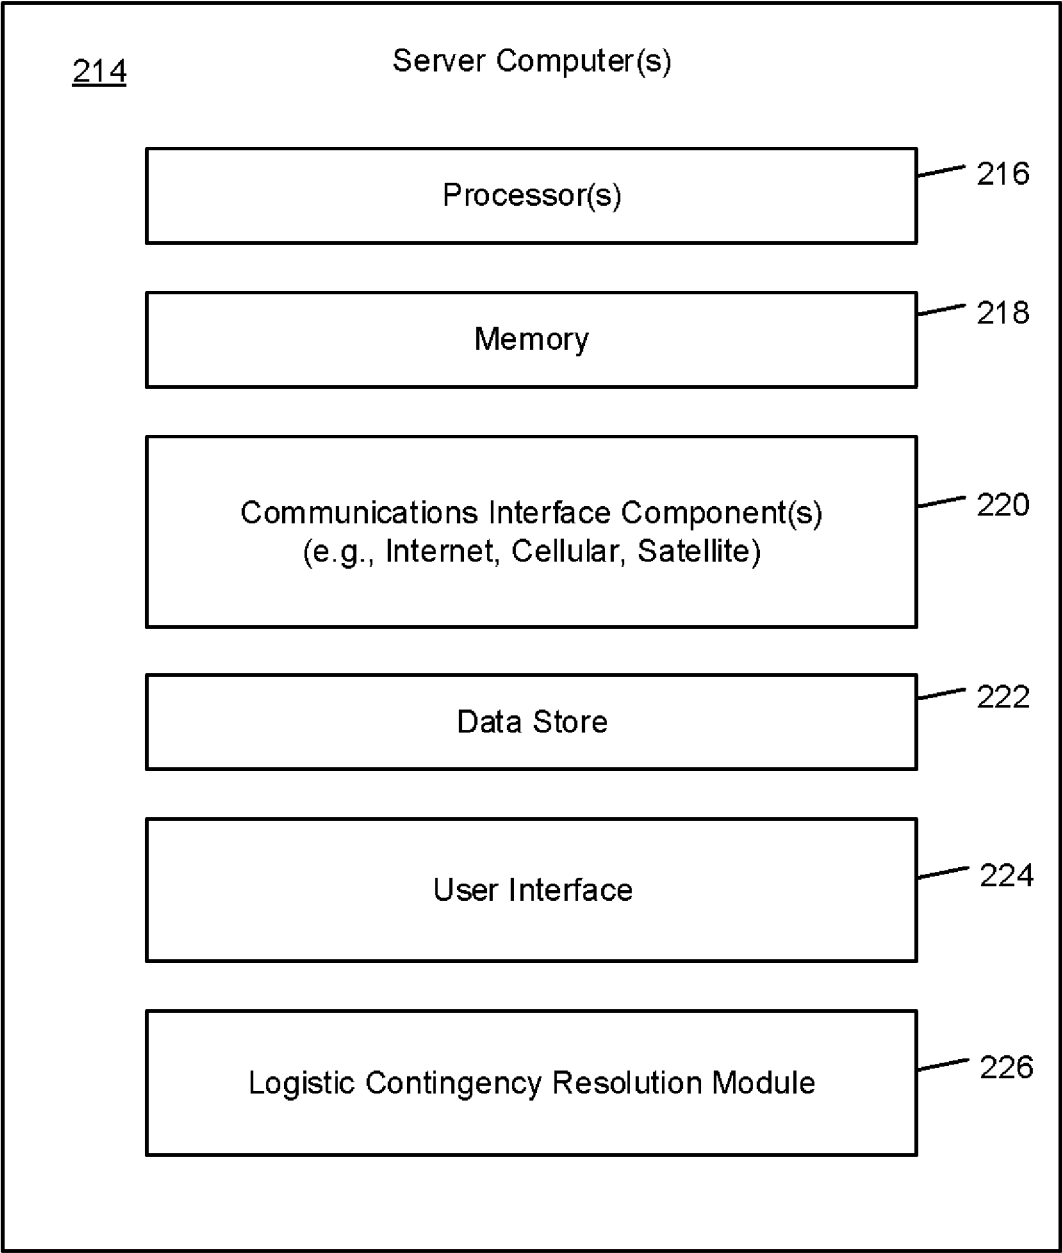 214
Server Computer(s)
Processor(s)
216
Memory
218
Communications Interface Component(s)
(e.g., Internet, Cellular, Satellite)
220
Data Store
222
User Interface
224
Logistic Contingency Resolution Module
226